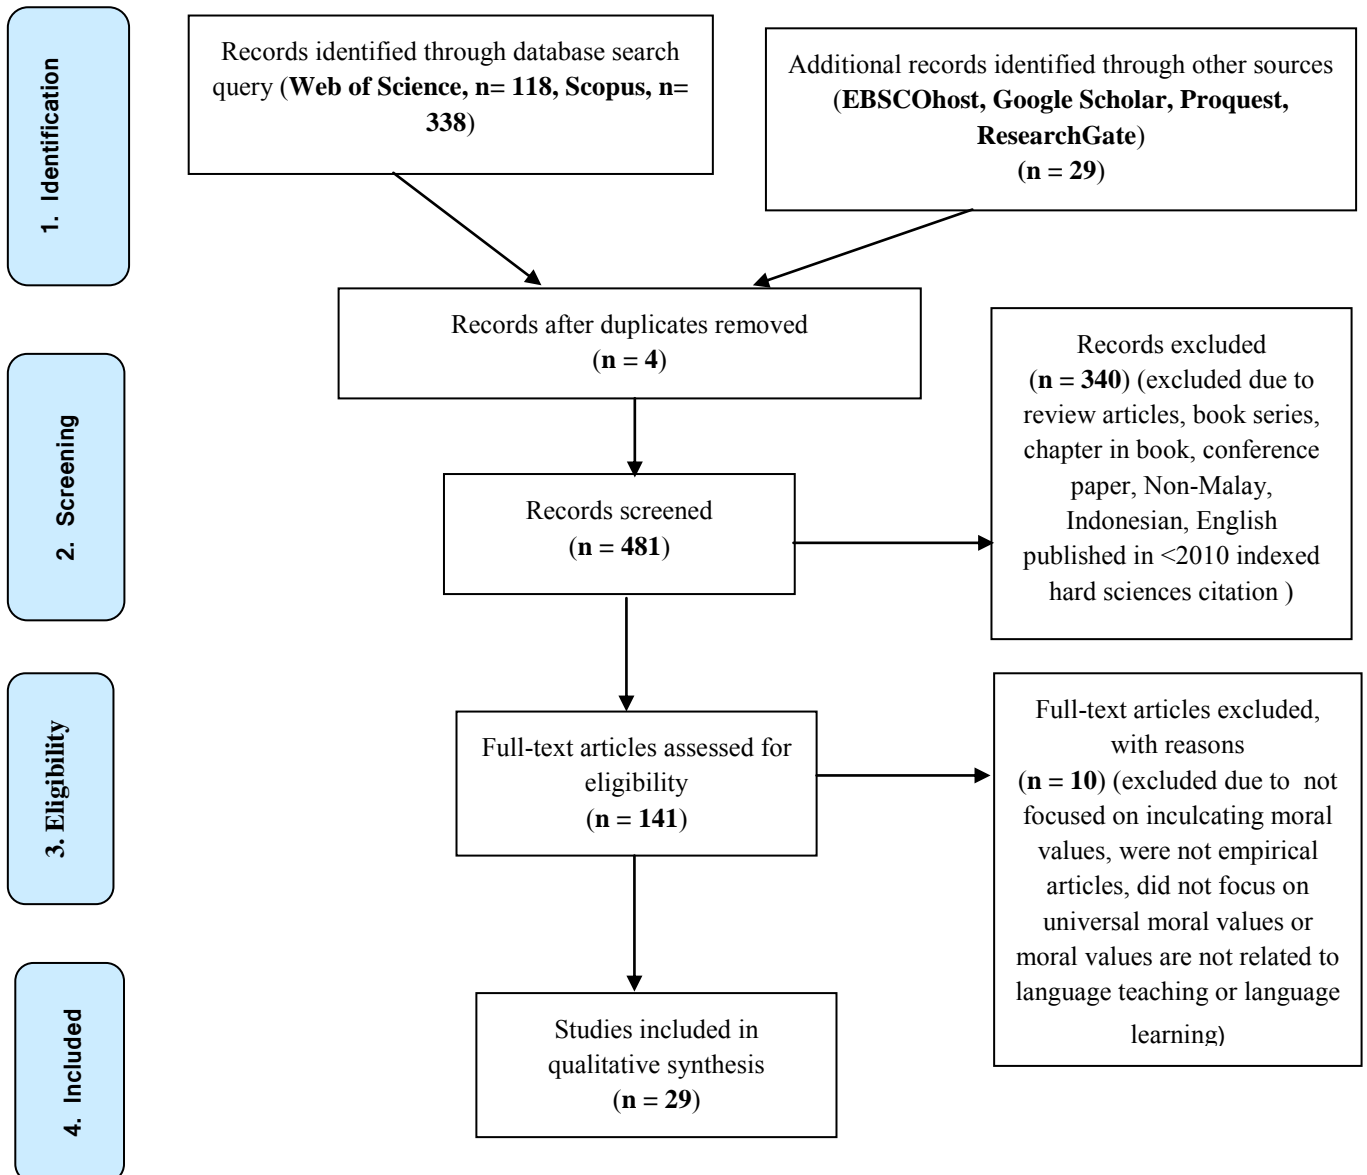 1. Identification
Records identified through database search
query (Web of Science, n= 118, Scopus, n=
338)
Additional records identified through other sources
(EBSCOhost, Google Scholar, Proquest,
ResearchGate)
(n = 29)
Records after duplicates removed
(n = 4)
2. Screening
Records screened
(n = 481)
Records excluded
(n = 340) (excluded due to
review articles, book series,
chapter in book, conference
paper, Non-Malay,
Indonesian, English
published in <2010 indexed
hard sciences citation )
3. Eligibility
Full-text articles assessed for
eligibility
(n = 141)
Full-text articles excluded,
with reasons
(n = 10) (excluded due to  not
focused on inculcating moral
values, were not empirical
articles, did not focus on
universal moral values or
moral values are not related to
language teaching or language
learning)
4. Included
Studies included in
qualitative synthesis
(n = 29)